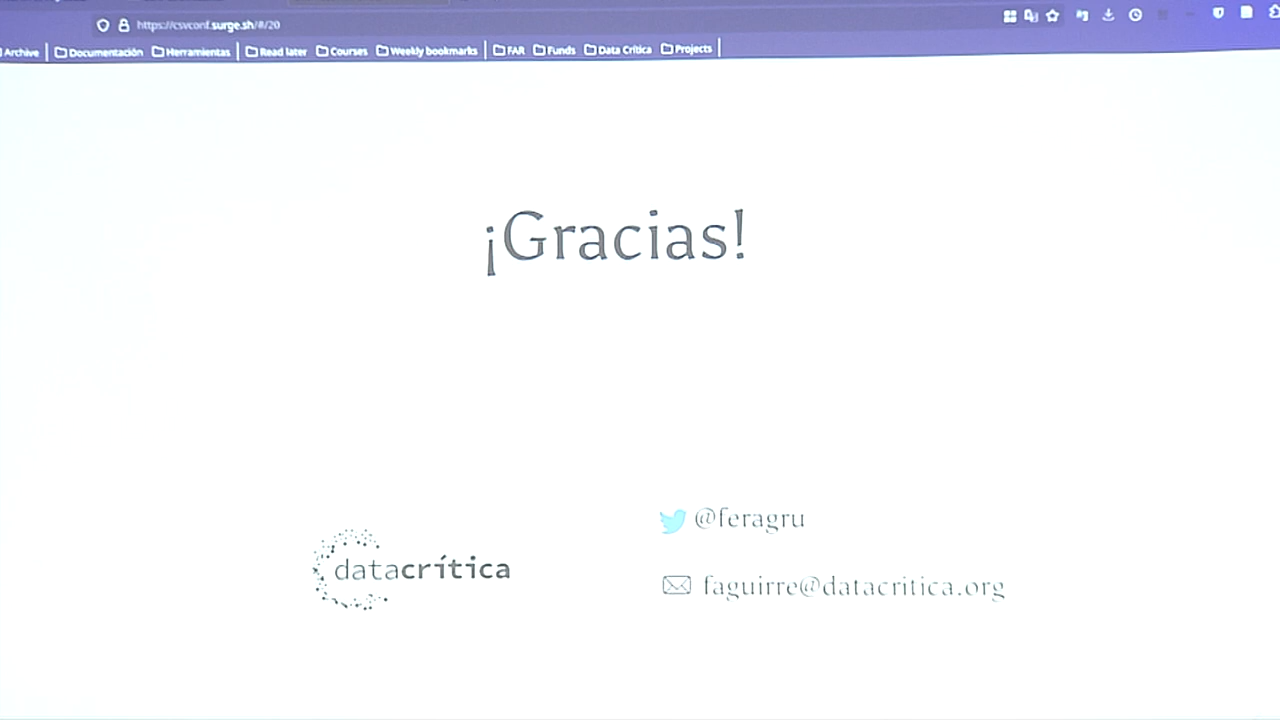 https://csvconf.surge.sh/#/20
Archive Documentación Herramientas Read later Courses Weekly bookmarks FAR Funds Data Crítica Projects
¡Gracias!
@feragru
datacrítica
faguirre@datacritica.org